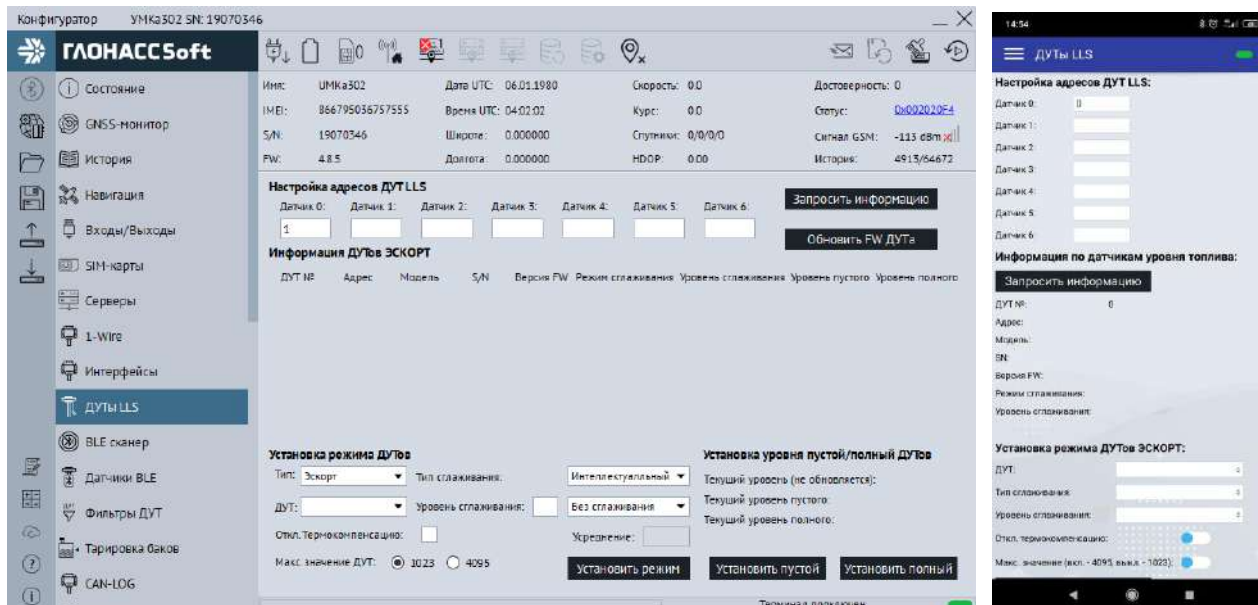 Конфигуратор УМКа302 SN: 19070346
ГЛОНАССSoft
Состояние
GNSS-монитор
История
Навигация
Входы/Выходы
SIM-карты
Серверы
1-Wire
Интерфейсы
ДУТы LLS
BLE сканер
Датчики BLE
Фильтры ДУТ
Тарировка баков
CAN-LOG
Имя: УМКа302 Дата UTC: 06.01.1980 Скорость: 0.0 Достоверность: 0
IMEI: 866795036757555 Время UTC: 04:02:02 Курс: 0.0 Статус: 0x002020F4
S/N: 19070346 Широта: 0.000000 Спутники: 0/0/0/0 Сигнал GSM: -113 dBm
FW: 4.8.5 Долгота: 0.000000 HDOP: 0.00 История: 4913/64672
Настройка адресов ДУТ LLS
Датчик 0: Датчик 1: Датчик 2: Датчик 3: Датчик 4: Датчик 5: Датчик 6:
1
Запросить информацию
Обновить FW ДУТа
Информация ДУТов ЭСКОРТ
ДУТ № Адрес Модель S/N Версия FW Режим сглаживания Уровень сглаживания Уровень пустого Уровень полного
Установка режима ДУТов
Тип: Эскорт Тип сглаживания: Интеллектуальный
ДУТ: Уровень сглаживания: Без сглаживания
Откл. Термокомпенсацию: Усреднение:
Макс. значение ДУТ: 1023 4095 Установить режим
Установка уровня пустой/полный ДУТов
Текущий уровень (не обновляется):
Текущий уровень пустого:
Текущий уровень полного:
Установить пустой Установить полный
Терминал подключен
14:54
ДУТы LLS
Настройка адресов ДУТ LLS:
Датчик 0: 0
Датчик 1:
Датчик 2:
Датчик 3:
Датчик 4:
Датчик 5:
Датчик 6:
Информация по датчикам уровня топлива:
Запросить информацию
ДУТ №: 0
Адрес:
Модель:
SN:
Версия FW:
Режим сглаживания:
Уровень сглаживания:
Установка режима ДУТов ЭСКОРТ:
ДУТ:
Тип сглаживания:
Уровень сглаживания:
Откл. термокомпенсацию:
Макс. значение (вкл. - 4095, выкл. - 1023):